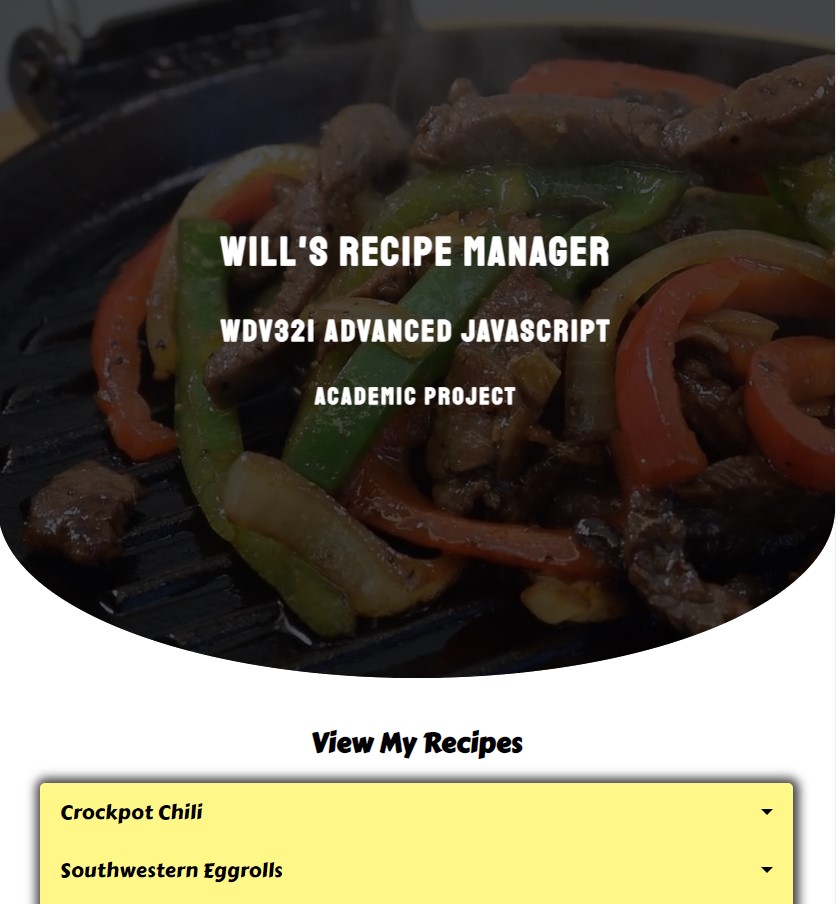 WILL'S RECIPE MANAGER
WDV321 ADVANCED JAVASCRIPT
ACADEMIC PROJECT
View My Recipes
Crockpot Chili
Southwestern Eggrolls